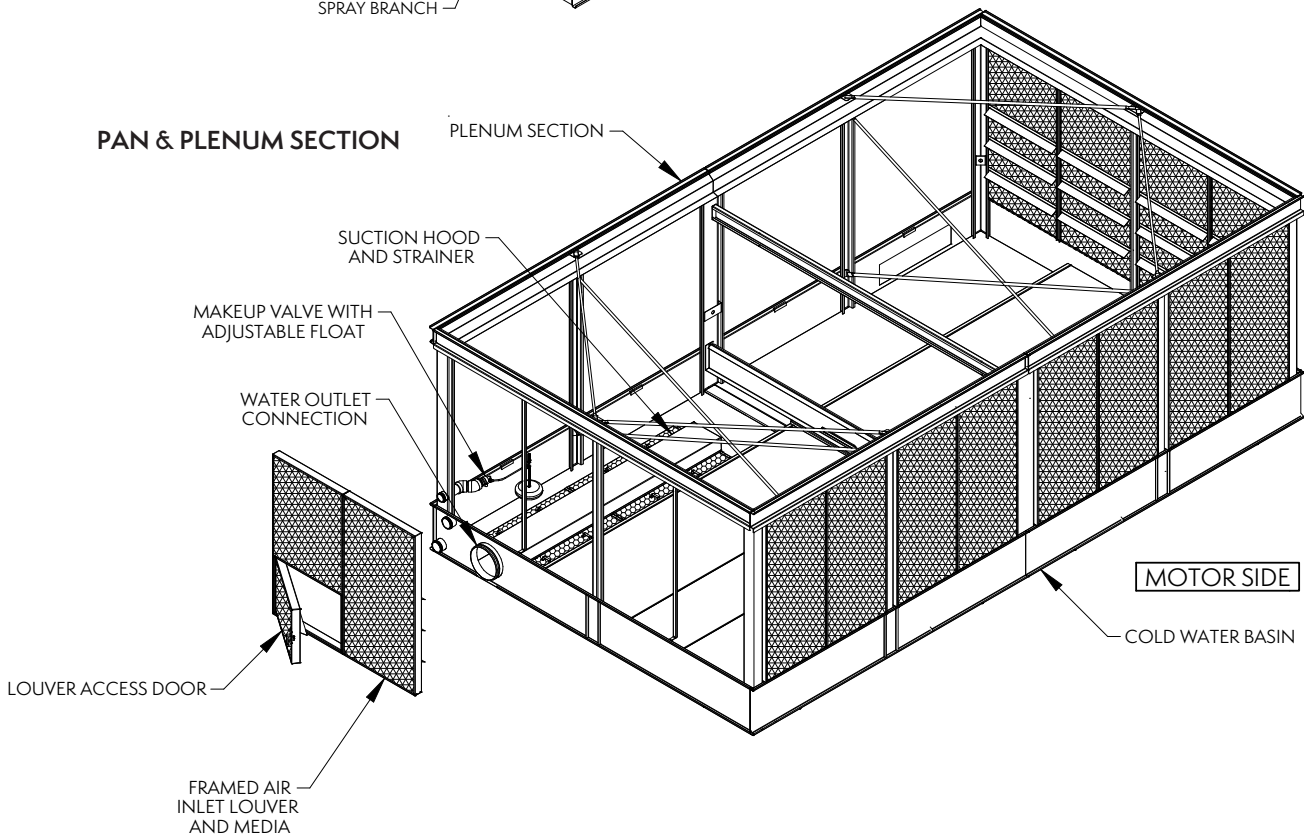 SPRAY BRANCH
PAN & PLENUM SECTION
PLENUM SECTION
SUCTION HOOD
AND STRAINER
MAKEUP VALVE WITH
ADJUSTABLE FLOAT
WATER OUTLET
CONNECTION
MOTOR SIDE
COLD WATER BASIN
LOUVER ACCESS DOOR
FRAMED AIR
INLET LOUVER
AND MEDIA